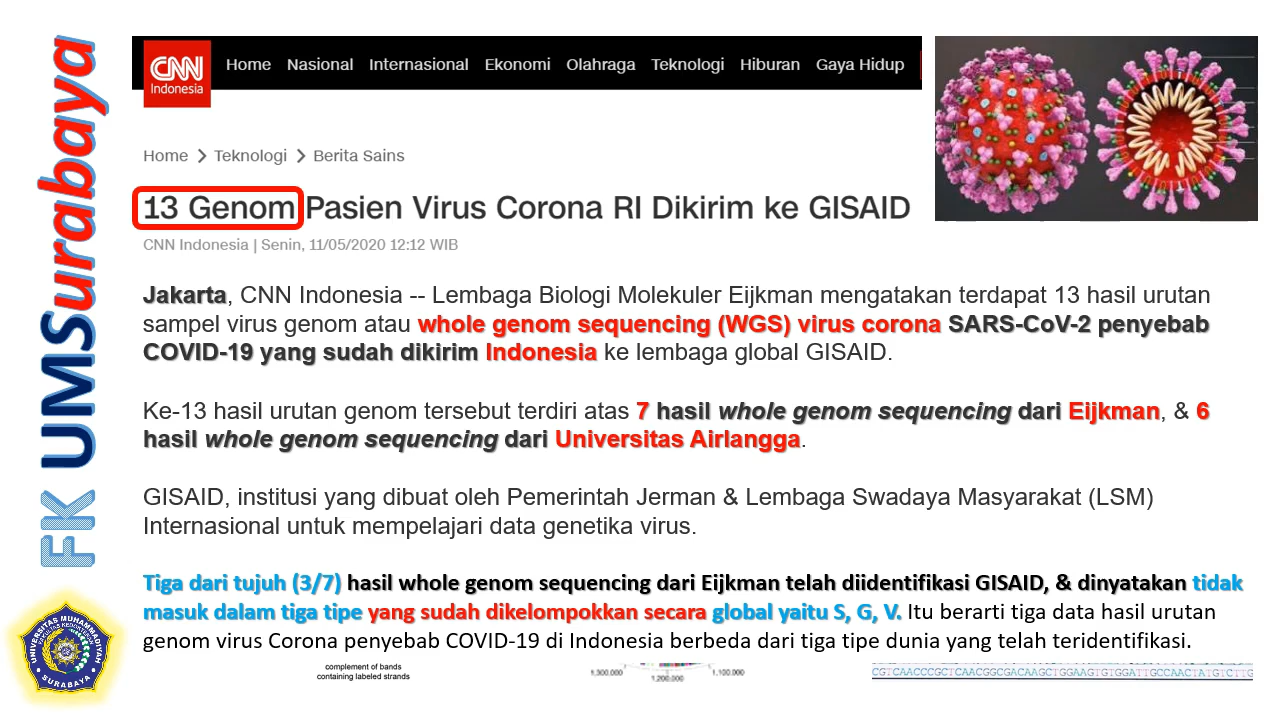 FK UMSurabaya
CNN
Indonesia
Home Nasional Internasional Ekonomi Olahraga Teknologi Hiburan Gaya Hidup
Home > Teknologi > Berita Sains
13 Genom Pasien Virus Corona RI Dikirim ke GISAID
CNN Indonesia | Senin, 11/05/2020 12:12 WIB
Jakarta, CNN Indonesia -- Lembaga Biologi Molekuler Eijkman mengatakan terdapat 13 hasil urutan
sampel virus genom atau whole genom sequencing (WGS) virus corona SARS-CoV-2 penyebab
COVID-19 yang sudah dikirim Indonesia ke lembaga global GISAID.
Ke-13 hasil urutan genom tersebut terdiri atas 7 hasil whole genom sequencing dari Eijkman, & 6
hasil whole genom sequencing dari Universitas Airlangga.
GISAID, institusi yang dibuat oleh Pemerintah Jerman & Lembaga Swadaya Masyarakat (LSM)
Internasional untuk mempelajari data genetika virus.
Tiga dari tujuh (3/7) hasil whole genom sequencing dari Eijkman telah diidentifikasi GISAID, & dinyatakan tidak
masuk dalam tiga tipe yang sudah dikelompokkan secara global yaitu S, G, V. Itu berarti tiga data hasil urutan
genom virus Corona penyebab COVID-19 di Indonesia berbeda dari tiga tipe dunia yang telah teridentifikasi.
UNIVERSITAS MUHAMMADIYAH
SURABAYA
complement of bands
containing labeled strands
1,300,000 1,200,000 1,100,000
CGTCAACCCGCTCAACGGCGACAAGCTGGAAGTGTGGATTGCCAACTATGTCTTG